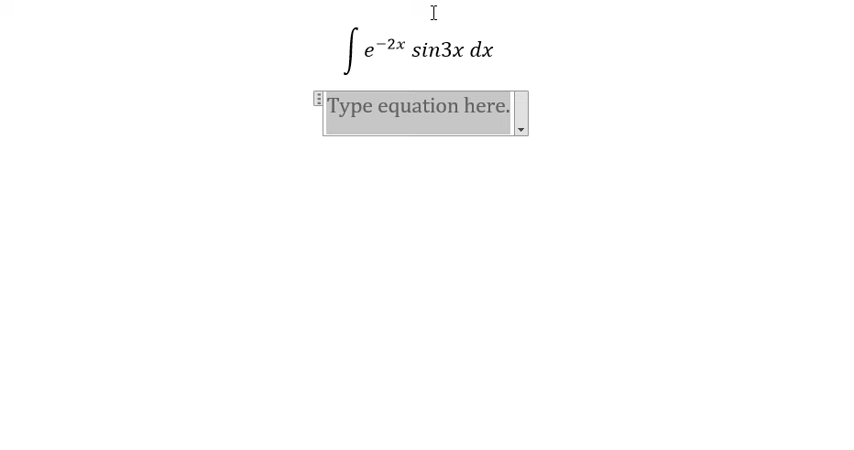 ∫ e⁻²ˣ sin3x dx
Type equation here.